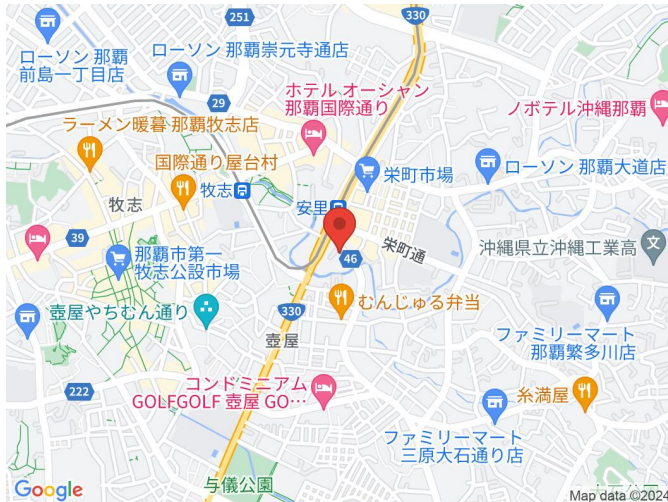 330
251
ローソン 那覇
前島一丁目店
ローソン 那覇崇元寺通店
29
ホテル オーシャン
那覇国際通り
ノボテル沖縄那覇
ラーメン暖暮 那覇牧志店
国際通り屋台村
牧志
栄町市場
ローソン 那覇大道店
牧志
安里
39
栄町通
沖縄県立沖縄工業高
那覇市第一
牧志公設市場
46
330
むんじゅる弁当
壺屋やちむん通り
壺屋
ファミリーマート
那覇繁多川店
222
コンドミニアム
GOLFGOLF 壺屋 GO…
糸満屋
ファミリーマート
三原大石通り店
与儀公園
Google
Map data ©2024